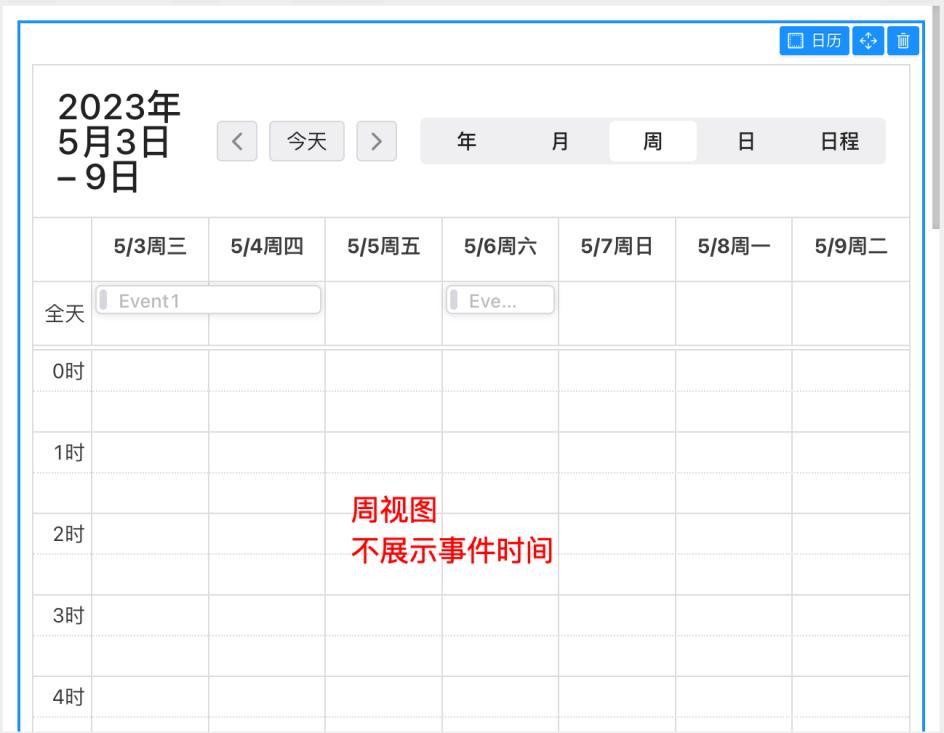 日历
2023年
5月3日
– 9日
今天
年 月 周 日 日程
5/3周三 5/4周四 5/5周五 5/6周六 5/7周日 5/8周一 5/9周二
全天 Event1 Eve...
0时
1时
2时
3时
4时
周视图
不展示事件时间